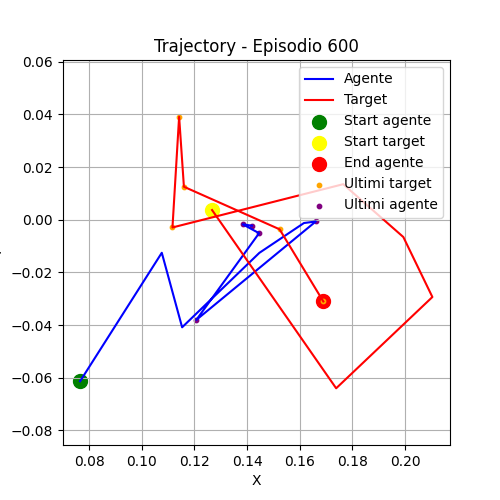 Trajectory - Episodio 600
0.06
0.04
0.02
0.00
−0.02
−0.04
−0.06
−0.08
0.08
0.10
0.12
0.14
0.16
0.18
0.20
X
Agente
Target
Start agente
Start target
End agente
Ultimi target
Ultimi agente